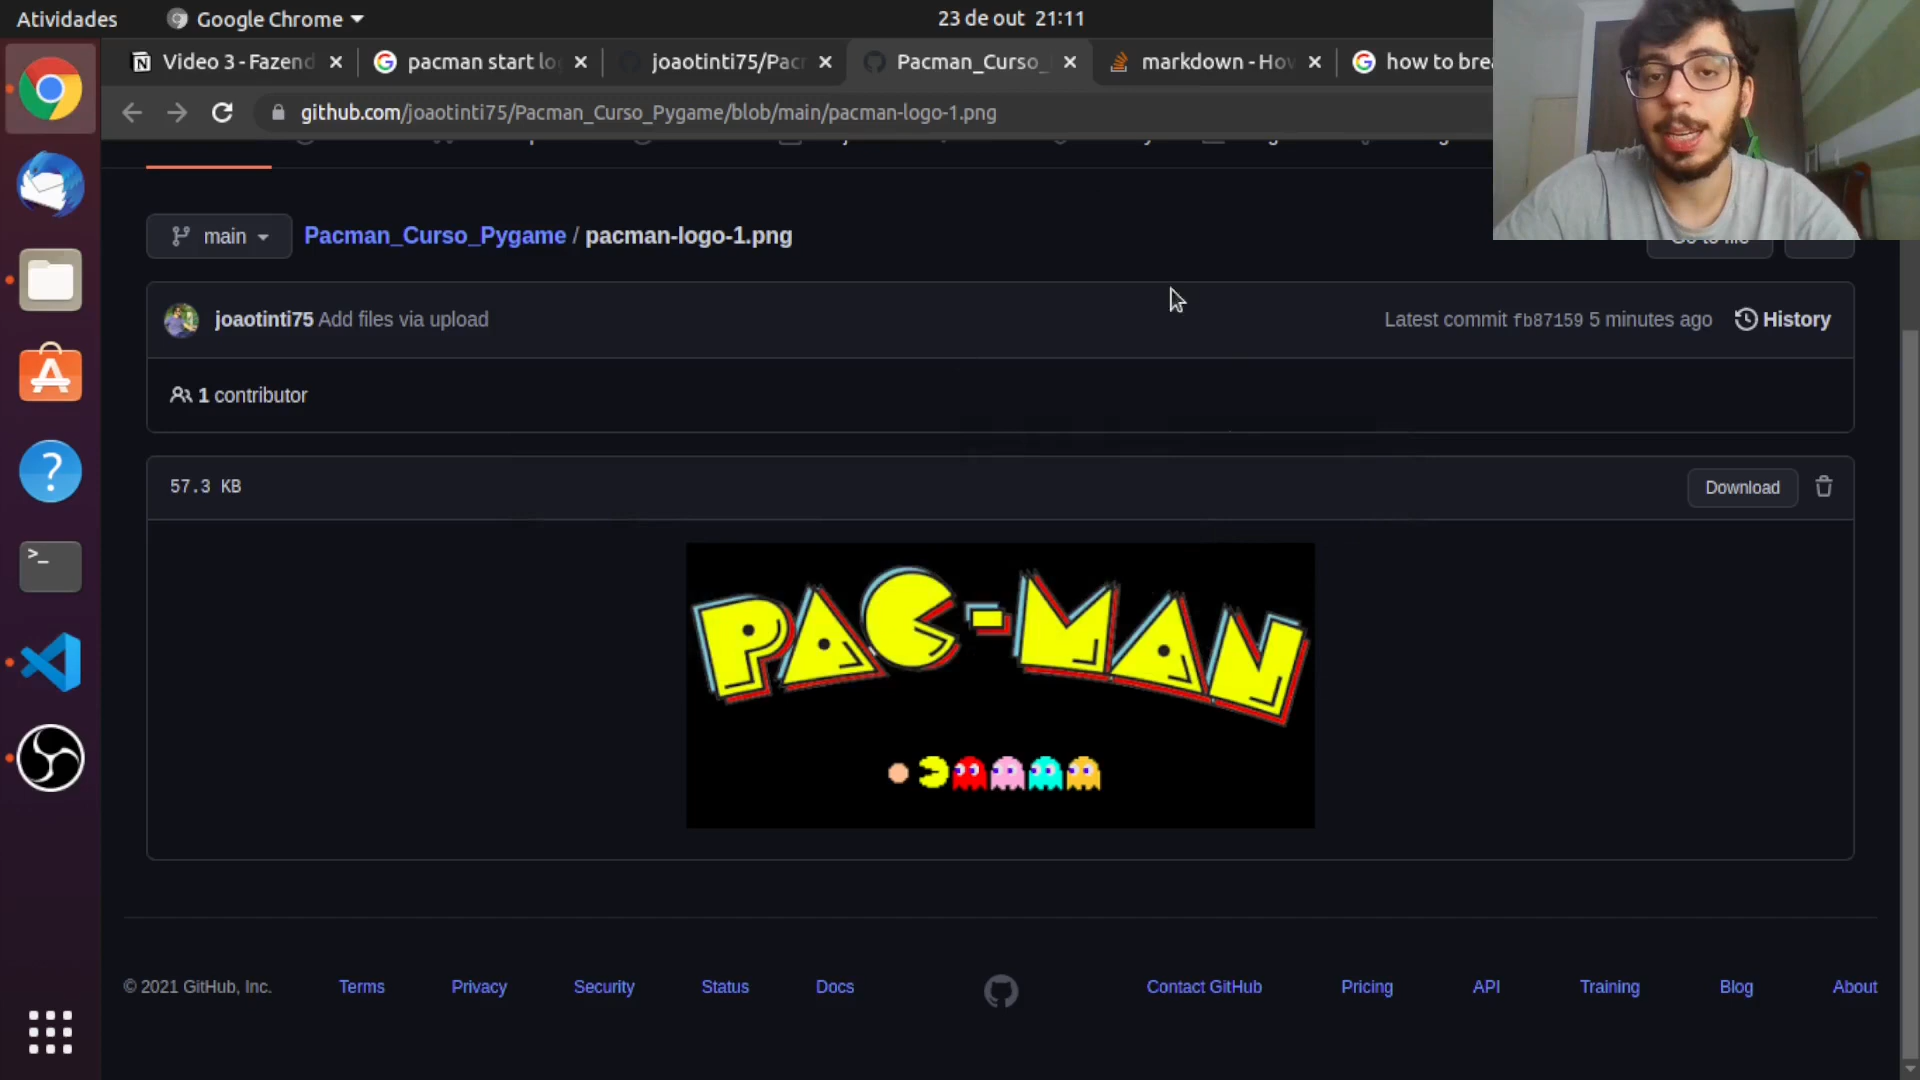 Atividades
Google Chrome
23 de out 21:11
Video 3 - Fazend
pacman start lo
joaotinti75/Pacr
Pacman_Curso_
markdown - Hov
how to brea
github.com/joaotinti75/Pacman_Curso_Pygame/blob/main/pacman-logo-1.png
main
Pacman_Curso_Pygame / pacman-logo-1.png
joaotinti75 Add files via upload
Latest commit fb87159 5 minutes ago
History
1 contributor
57.3 KB
Download
PAC-MAN
© 2021 GitHub, Inc.
Terms
Privacy
Security
Status
Docs
Contact GitHub
Pricing
API
Training
Blog
About